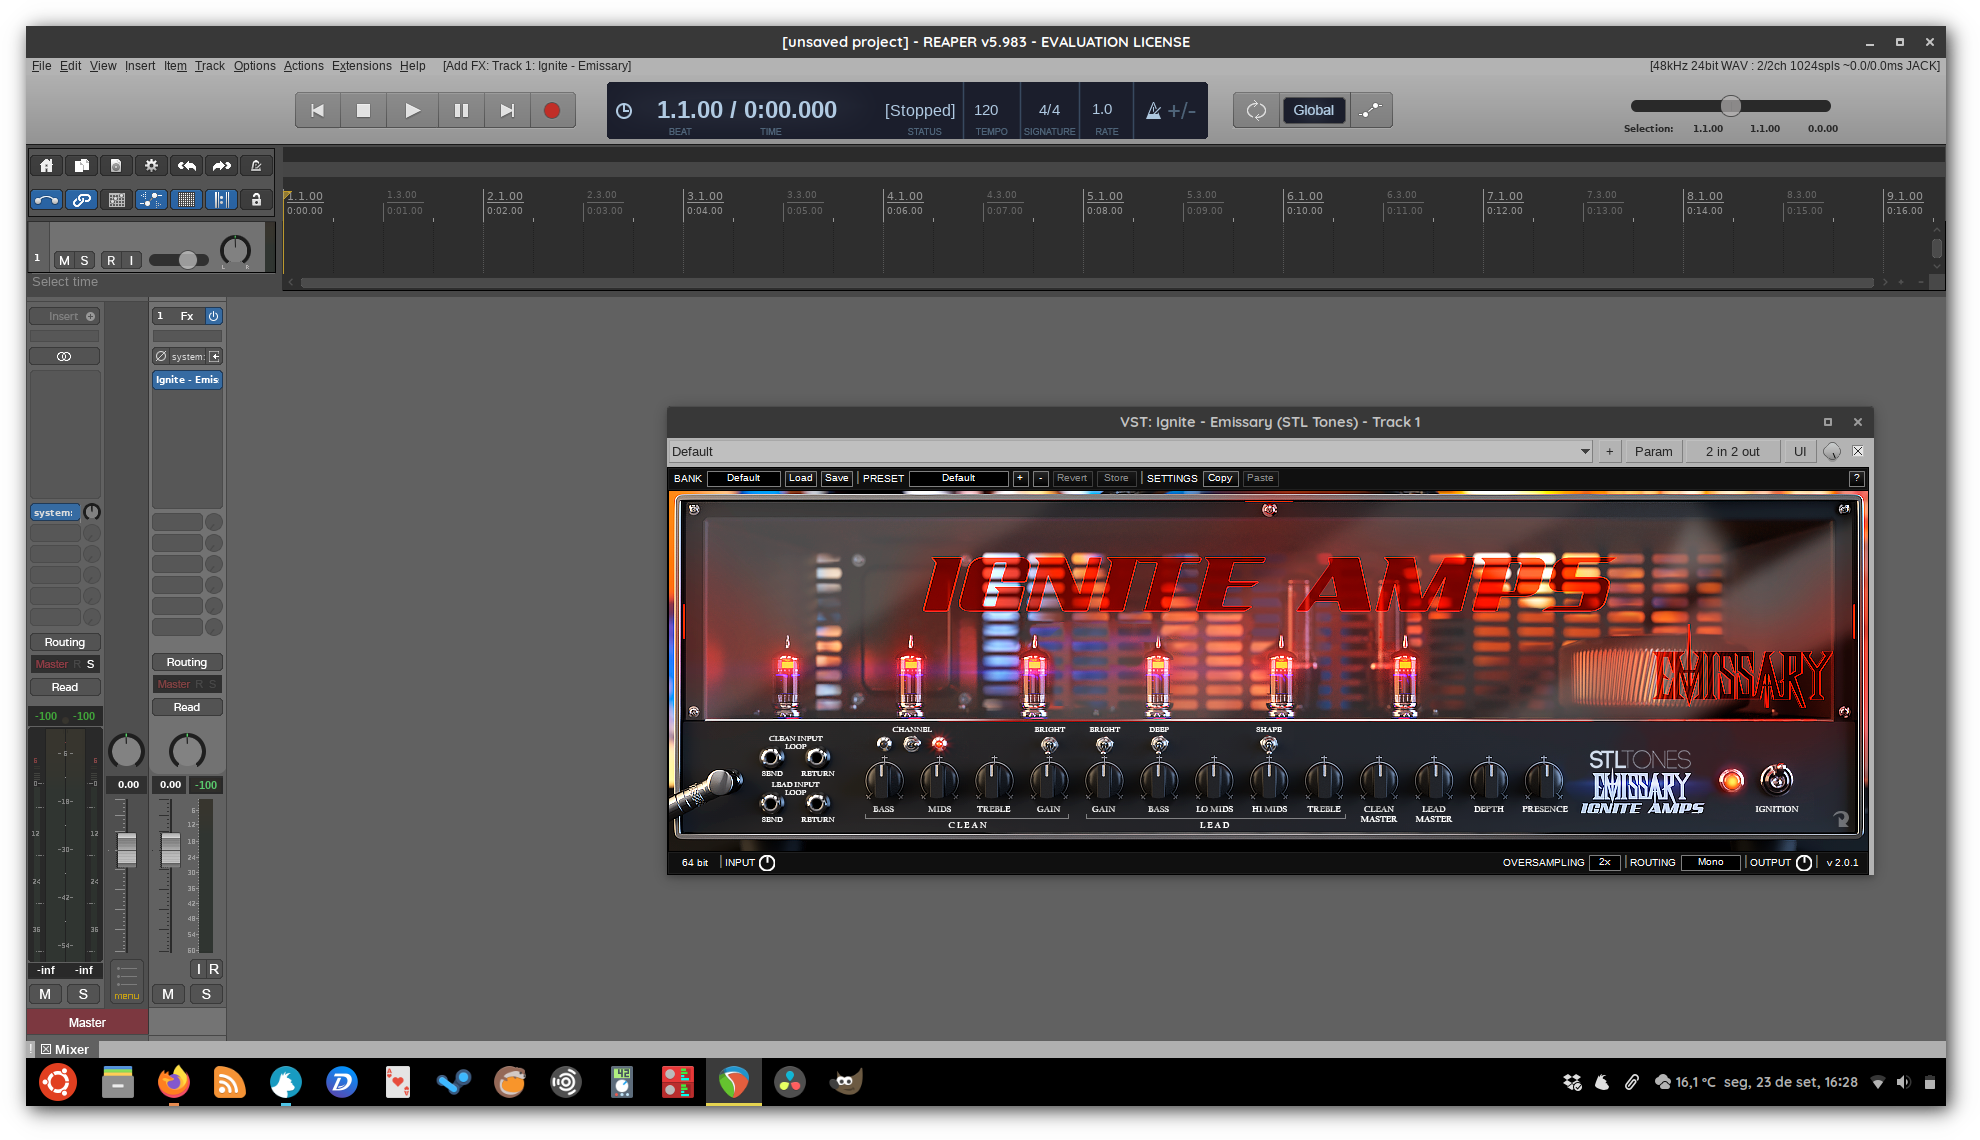 [unsaved project] - REAPER v5.983 - EVALUATION LICENSE
File Edit View Insert Item Track Options Actions Extensions Help [Add FX: Track 1: Ignite - Emissary] [48kHz 24bit WAV : 2/2ch 1024spls ~0.0/0.0ms JACK]
1.1.00 / 0:00.000 [Stopped] 120 4/4 1.0 +/- Global
BEAT TIME STATUS TEMPO SIGNATURE RATE
Selection: 1.1.00 1.1.00 0.0.00
1.1.00 1.3.00 2.1.00 2.3.00 3.1.00 3.3.00 4.1.00 4.3.00 5.1.00 5.3.00 6.1.00 6.3.00 7.1.00 7.3.00 8.1.00 8.3.00 9.1.00
0:00.00 0:01.00 0:02.00 0:03.00 0:04.00 0:05.00 0:06.00 0:07.00 0:08.00 0:09.00 0:10.00 0:11.00 0:12.00 0:13.00 0:14.00 0:15.00 0:16.00
1 M S R I
L R
Select time
Insert
1 Fx
system:
Ignite - Emis
system:
Routing
Master R S
Read
Routing
Master R S
Read
-100 -100
0.00
0.00 -100
-inf -inf
I R
M S
menu
M S
Master
Mixer
VST: Ignite - Emissary (STL Tones) - Track 1
Default + Param 2 in 2 out UI
BANK Default Load Save PRESET Default + - Revert Store SETTINGS Copy Paste ?
IGNITE AMPS
EMISSARY
CLEAN INPUT LOOP
SEND RETURN
LEAD INPUT LOOP
SEND RETURN
CHANNEL BRIGHT BRIGHT DEEP SHAPE
BASS MIDS TREBLE GAIN GAIN BASS LO MIDS HI MIDS TREBLE CLEAN MASTER LEAD MASTER DEPTH PRESENCE
CLEAN LEAD
STL TONES
EMISSARY
IGNITE AMPS
IGNITION
64 bit INPUT OVERSAMPLING 2x ROUTING Mono OUTPUT v 2.0.1
16,1 °C seg, 23 de set, 16:28